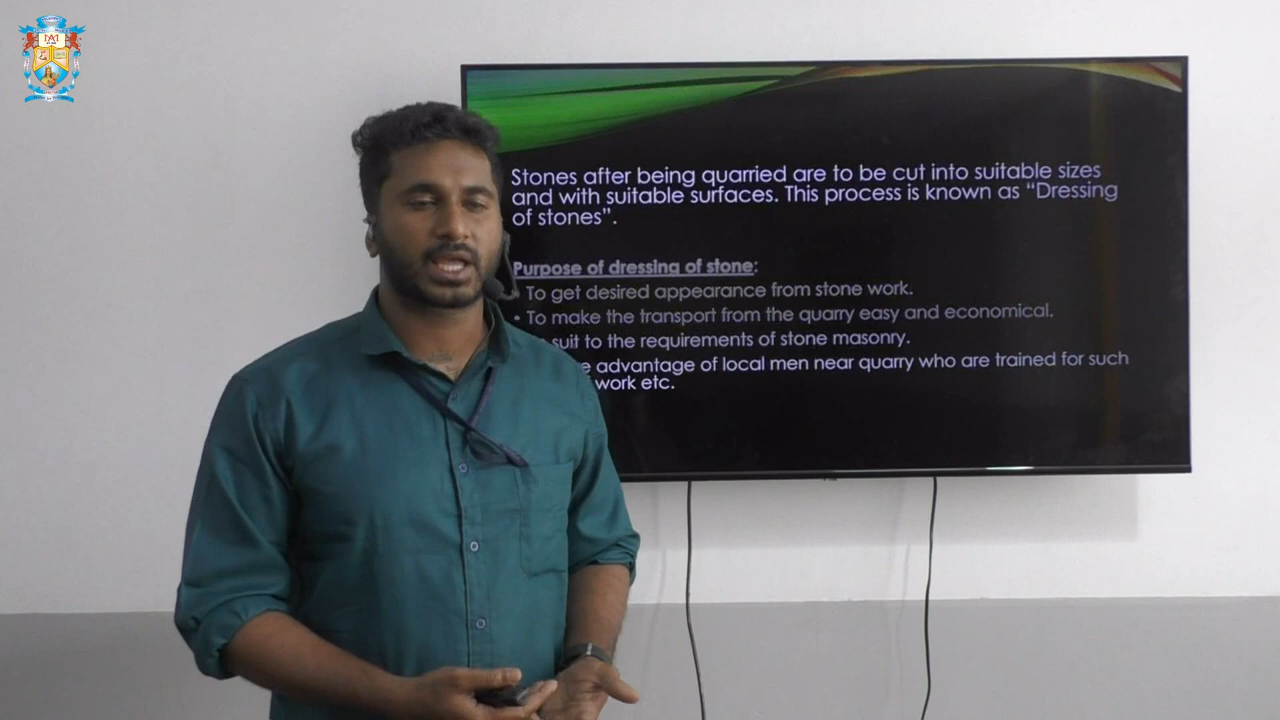 Stones after being quarried are to be cut into suitable sizes
and with suitable surfaces. This process is known as “Dressing
of stones”.
Purpose of dressing of stone:
• To get desired appearance from stone work.
• To make the transport from the quarry easy and economical.
suit to the requirements of stone masonry.
advantage of local men near quarry who are trained for such
work etc.